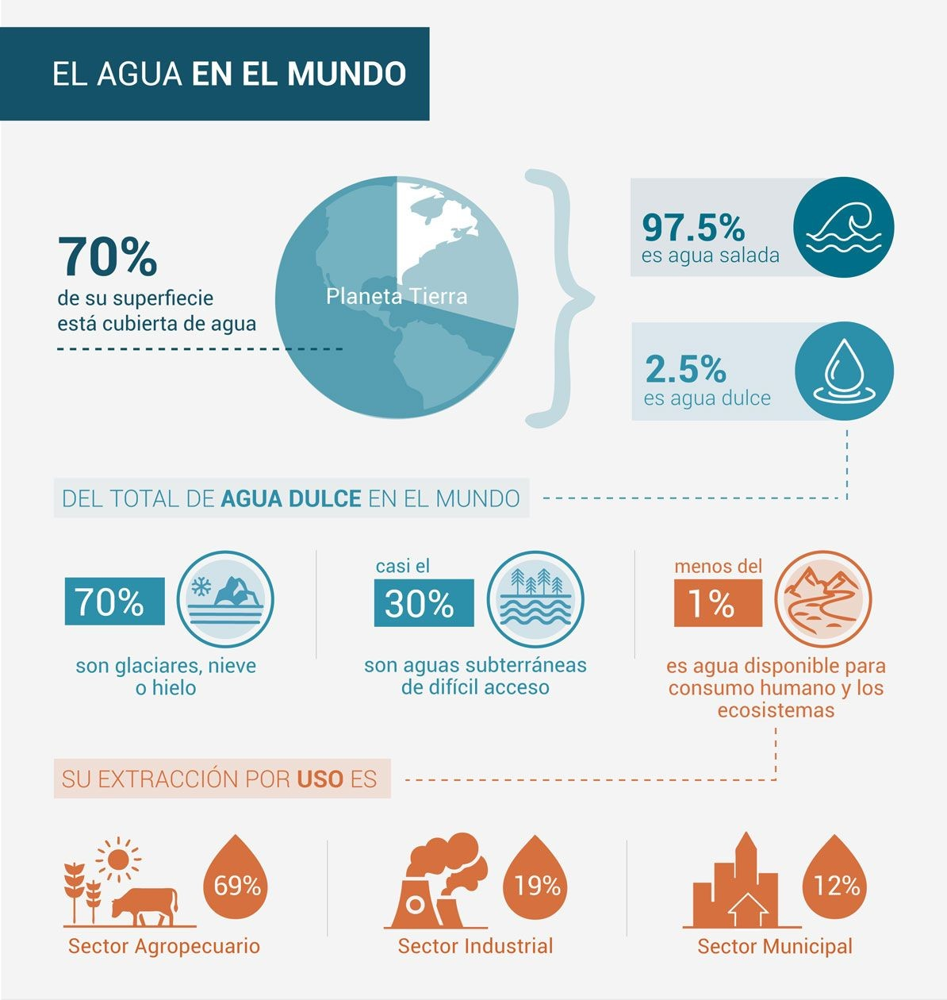 EL AGUA EN EL MUNDO
70%
de su superfiecie
está cubierta de agua
Planeta Tierra
97.5%
es agua salada
2.5%
es agua dulce
DEL TOTAL DE AGUA DULCE EN EL MUNDO
70%
son glaciares, nieve
o hielo
casi el
30%
son aguas subterráneas
de difícil acceso
menos del
1%
es agua disponible para
consumo humano y los
ecosistemas
SU EXTRACCIÓN POR USO ES
69%
Sector Agropecuario
19%
Sector Industrial
12%
Sector Municipal